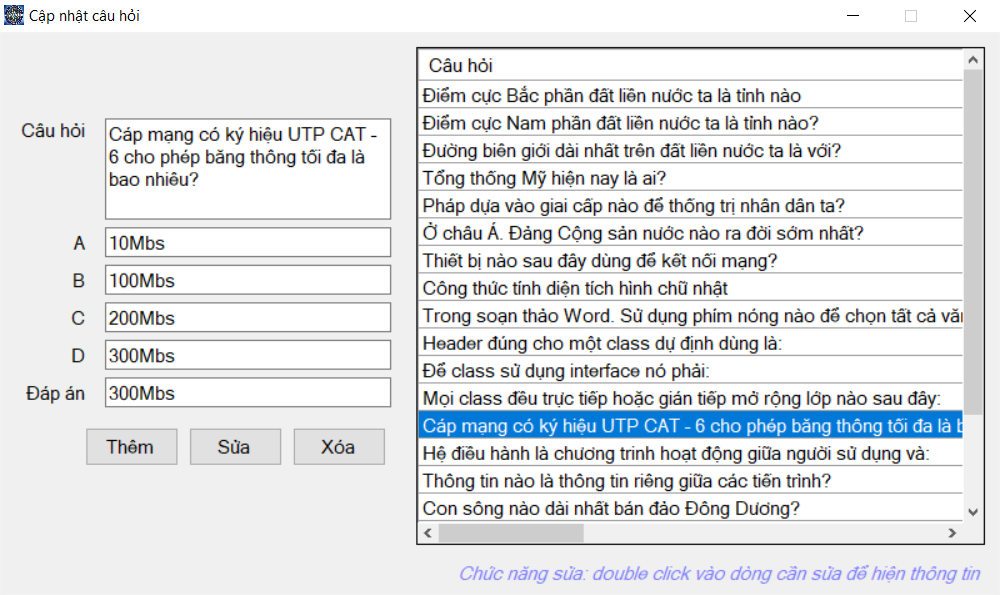 Cập nhật câu hỏi
Câu hỏi
Cáp mạng có ký hiệu UTP CAT -
6 cho phép băng thông tối đa là
bao nhiêu?
A
10Mbs
B
100Mbs
C
200Mbs
D
300Mbs
Đáp án
300Mbs
Thêm
Sửa
Xóa
Câu hỏi
Điểm cực Bắc phần đất liền nước ta là tỉnh nào
Điểm cực Nam phần đất liền nước ta là tỉnh nào?
Đường biên giới dài nhất trên đất liền nước ta là với?
Tổng thống Mỹ hiện nay là ai?
Pháp dựa vào giai cấp nào để thống trị nhân dân ta?
Ở châu Á. Đảng Cộng sản nước nào ra đời sớm nhất?
Thiết bị nào sau đây dùng để kết nối mạng?
Công thức tính diện tích hình chữ nhật
Trong soạn thảo Word. Sử dụng phím nóng nào để chọn tất cả văn
Header đúng cho một class dự định dùng là:
Để class sử dụng interface nó phải:
Mọi class đều trực tiếp hoặc gián tiếp mở rộng lớp nào sau đây:
Cáp mạng có ký hiệu UTP CAT - 6 cho phép băng thông tối đa là b
Hệ điều hành là chương trinh hoạt động giữa người sử dụng và:
Thông tin nào là thông tin riêng giữa các tiến trình?
Con sông nào dài nhất bán đảo Đông Dương?
Chức năng sửa: double click vào dòng cần sửa để hiện thông tin